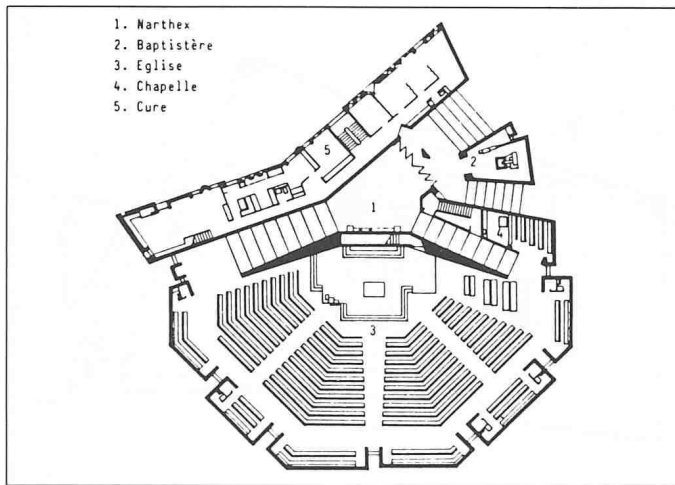 1. Narthex
2. Baptistère
3. Eglise
4. Chapelle
5. Cure
5
2
1
4
3